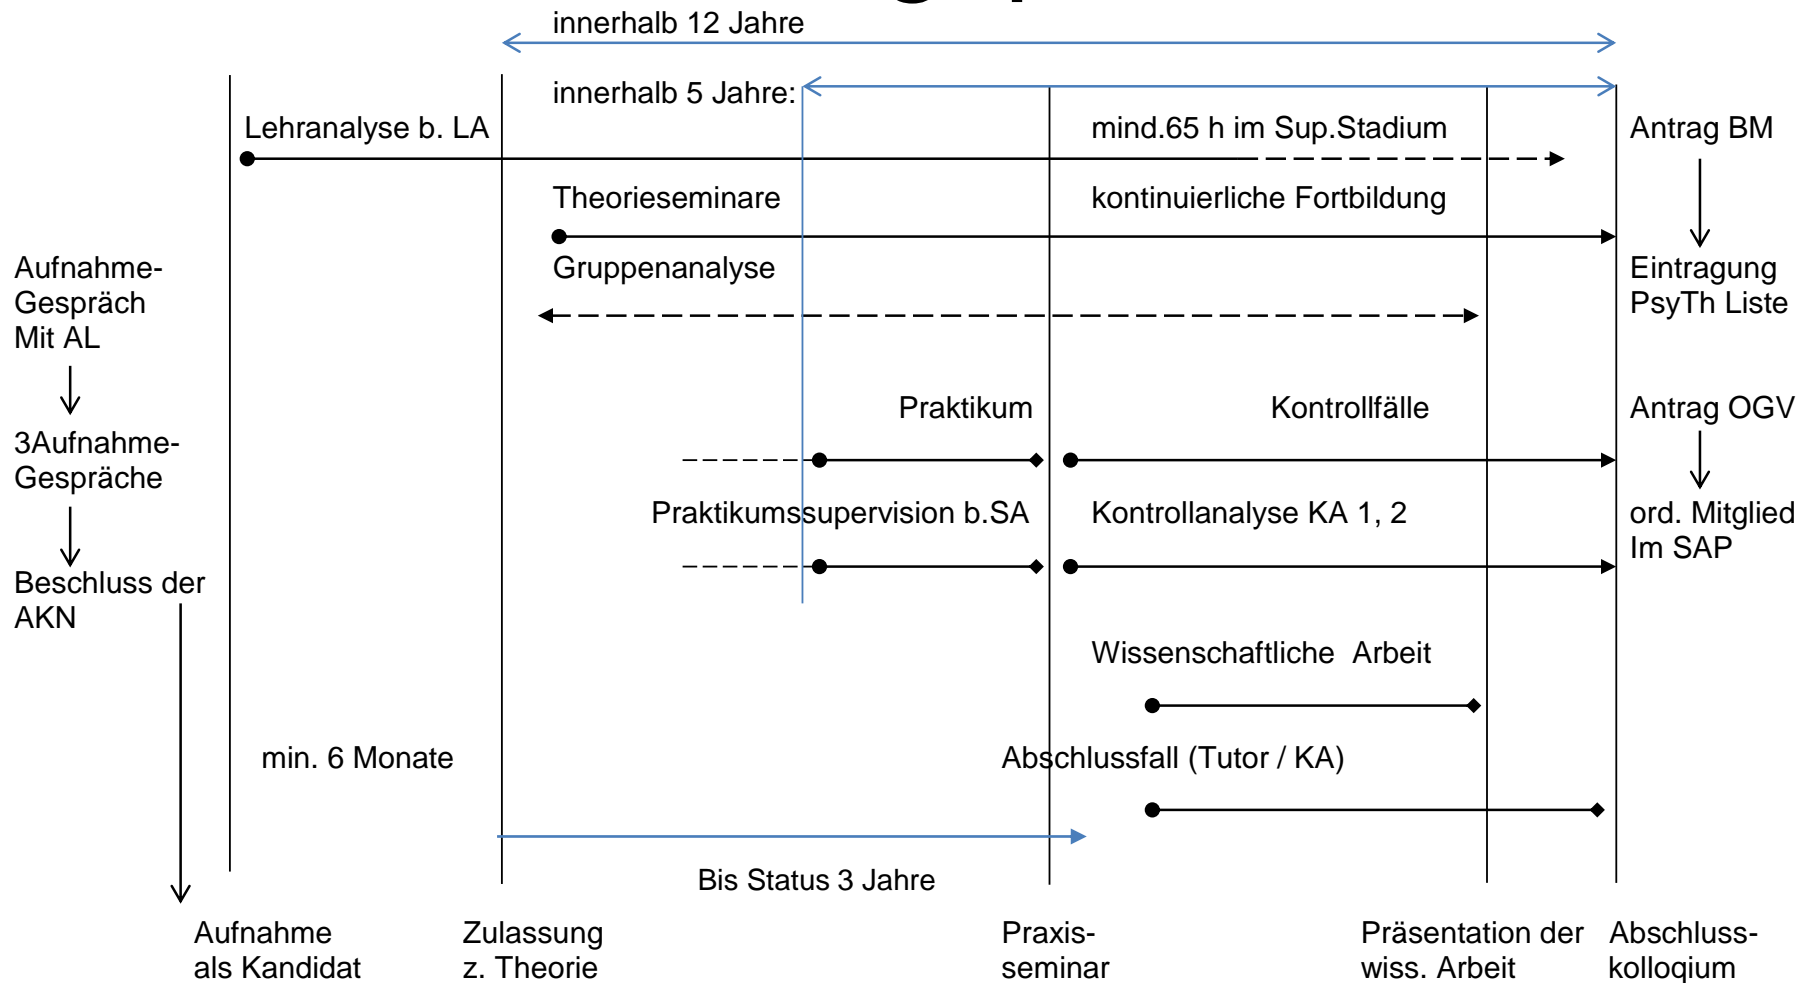 innerhalb 12 Jahre
innerhalb 5 Jahre:
Lehranalyse b. LA
mind.65 h im Sup.Stadium
Antrag BM
Theorieseminare
kontinuierliche Fortbildung
Aufnahme-
Gespräch
Mit AL
Gruppenanalyse
Eintragung
PsyTh Liste
Praktikum
Kontrollfälle
Antrag OGV
3Aufnahme-
Gespräche
Praktikumssupervision b.SA
Kontrollanalyse KA 1, 2
ord. Mitglied
Im SAP
Beschluss der
AKN
Wissenschaftliche Arbeit
min. 6 Monate
Abschlussfall (Tutor / KA)
Bis Status 3 Jahre
Aufnahme
als Kandidat
Zulassung
z. Theorie
Praxis-
seminar
Präsentation der
wiss. Arbeit
Abschluss-
kolloqium